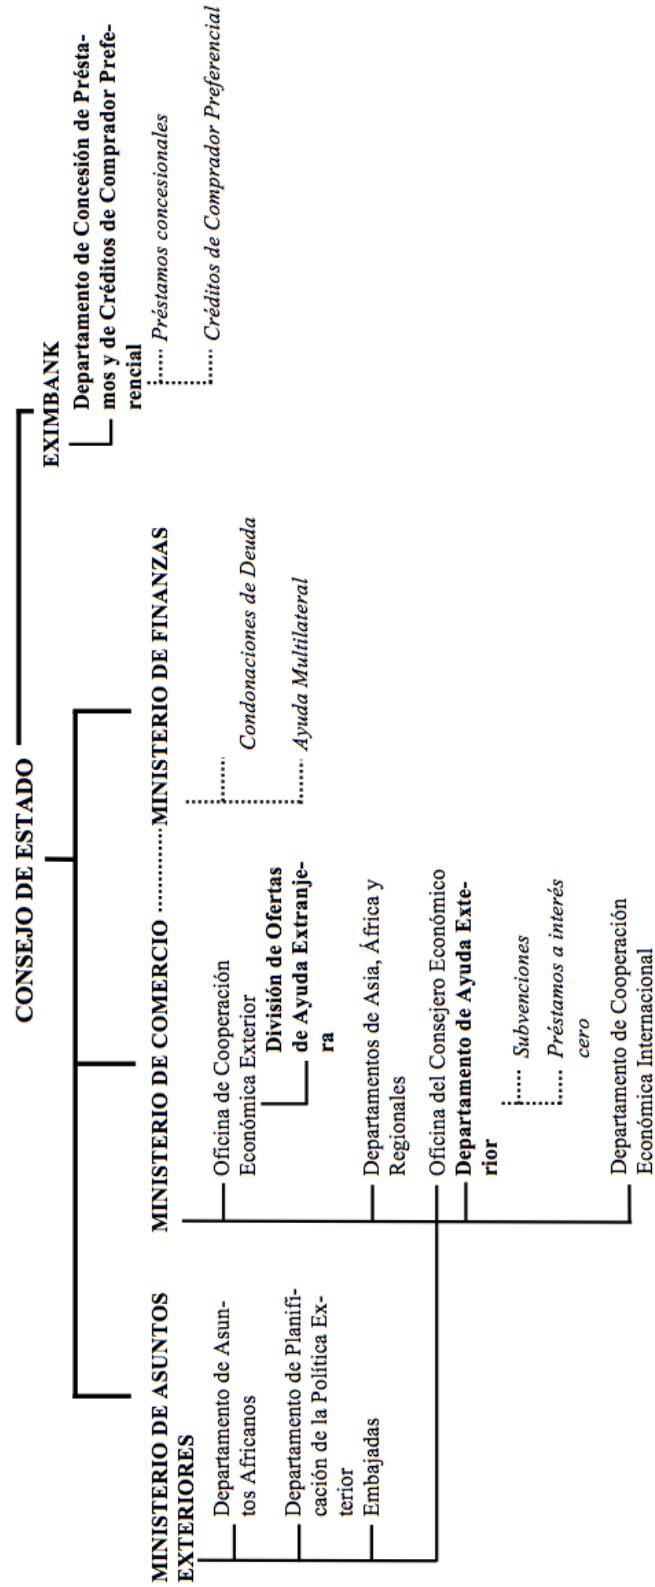 CONSEJO DE ESTADO
MINISTERIO DE ASUNTOS
EXTERIORES
Departamento de Asun-
tos Africanos
Departamento de Planifi-
cación de la Política Ex-
terior
Embajadas
MINISTERIO DE COMERCIO
Oficina de Cooperación
Económica Exterior
División de Ofertas
de Ayuda Extranje-
ra
Departamentos de Asia, África y
Regionales
Oficina del Consejero Económico
Departamento de Ayuda Exte-
rior
Subvenciones
Préstamos a interés
cero
Departamento de Cooperación
Económica Internacional
MINISTERIO DE FINANZAS
Condonaciones de Deuda
Ayuda Multilateral
EXIMBANK
Departamento de Concesión de Présta-
mos y de Créditos de Comprador Prefe-
rencial
Préstamos concesionales
Créditos de Comprador Preferencial